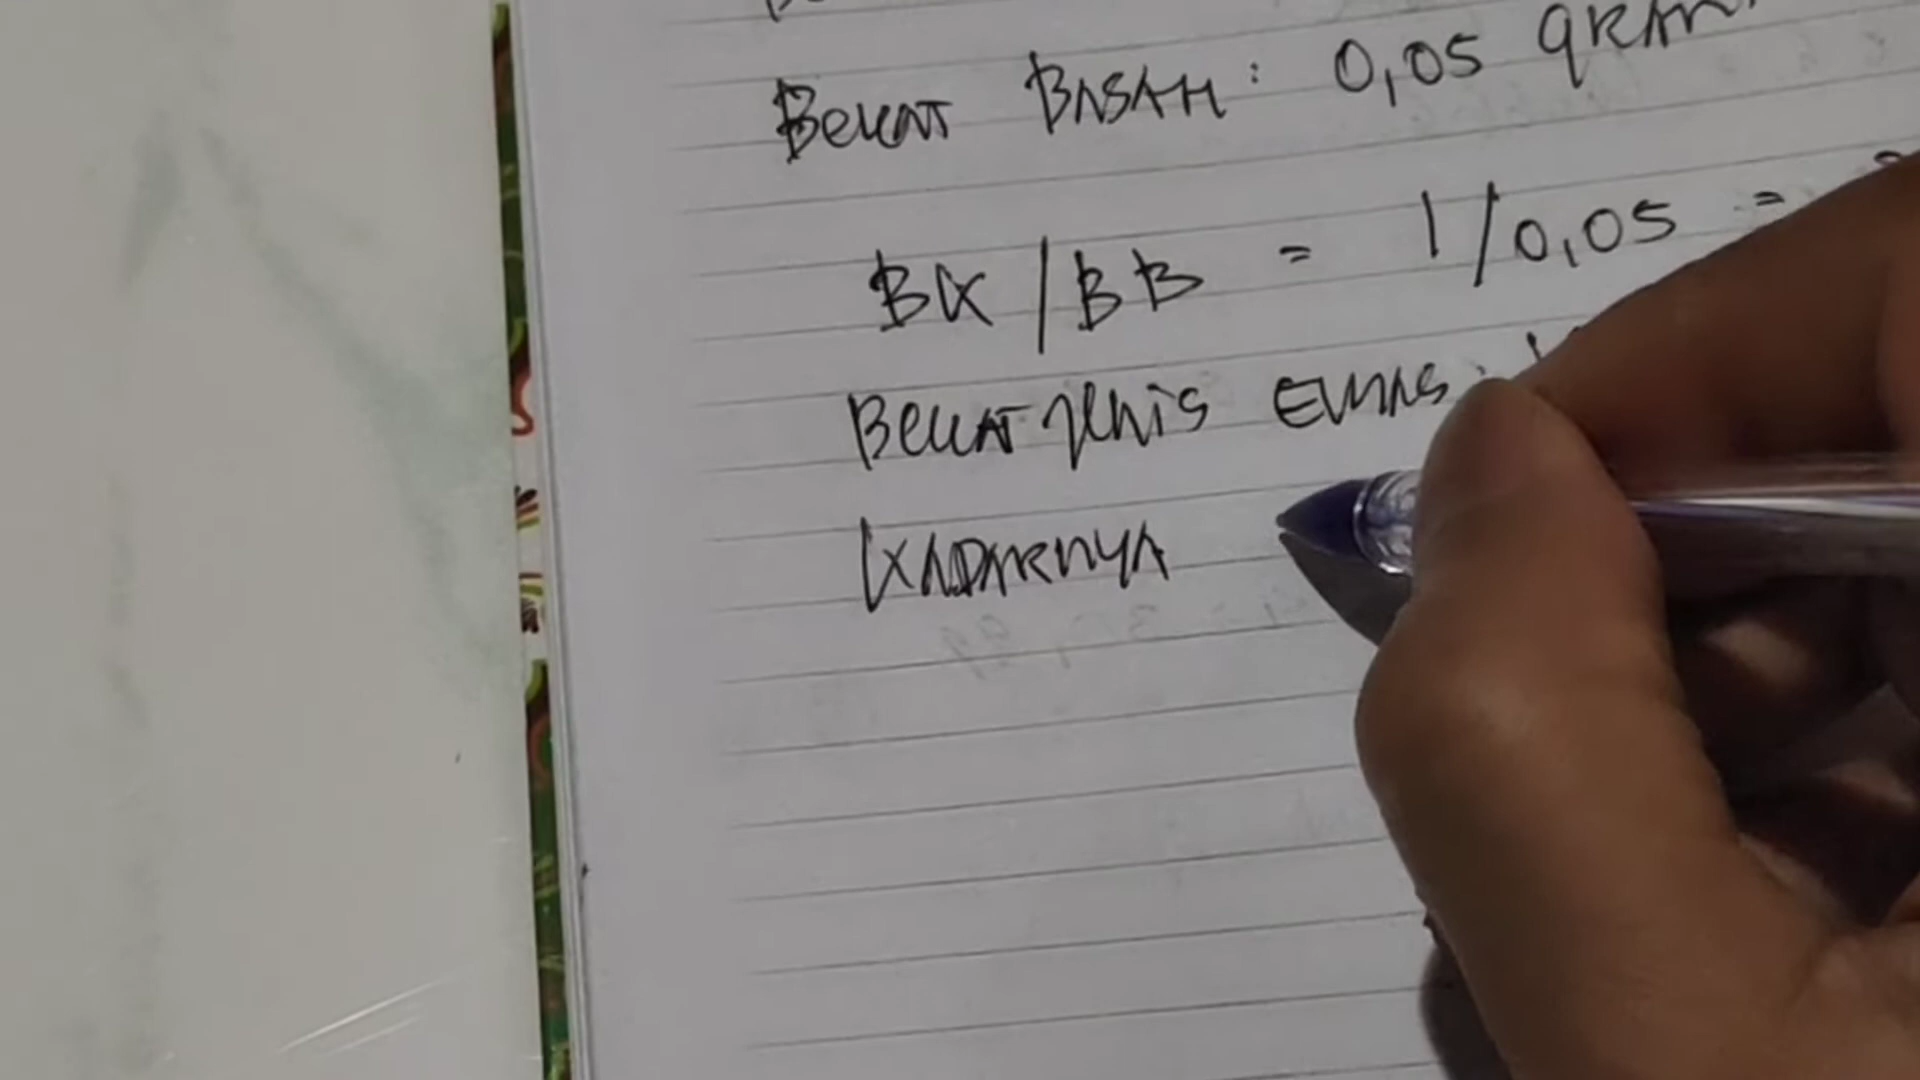 Berat BASAH : 0,05 gram
BK / BB = 1 / 0,05 =
Berat Jenis EMAS :
KADARNYA